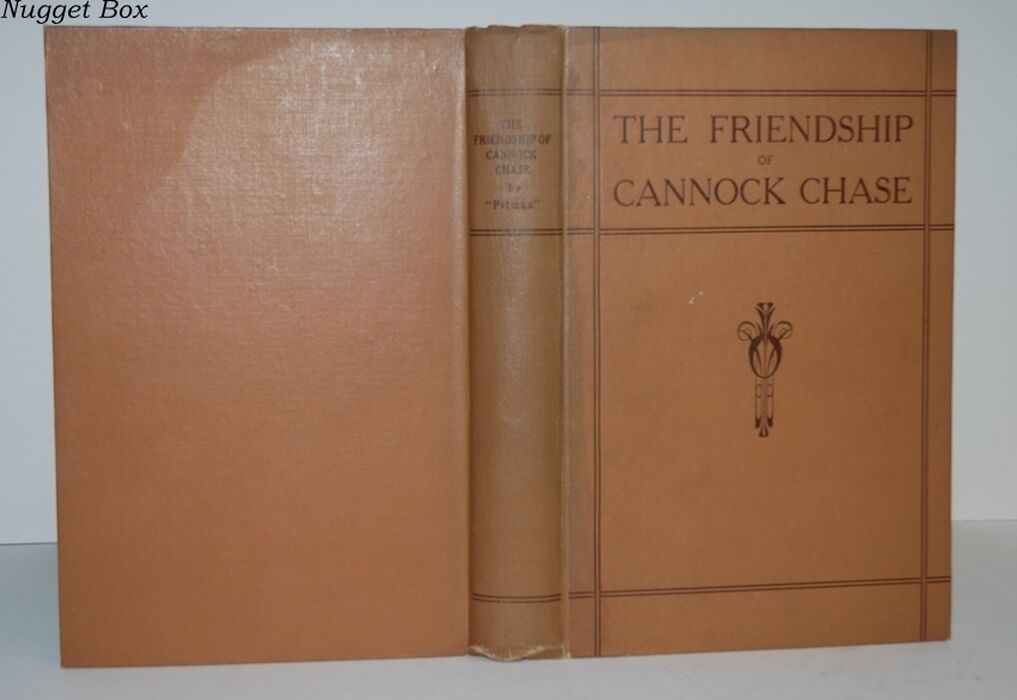 Nugget Box
THE
FRIENDSHIP OF
CANNOCK
CHASE
by
"Pitman"
THE FRIENDSHIP
OF
CANNOCK CHASE